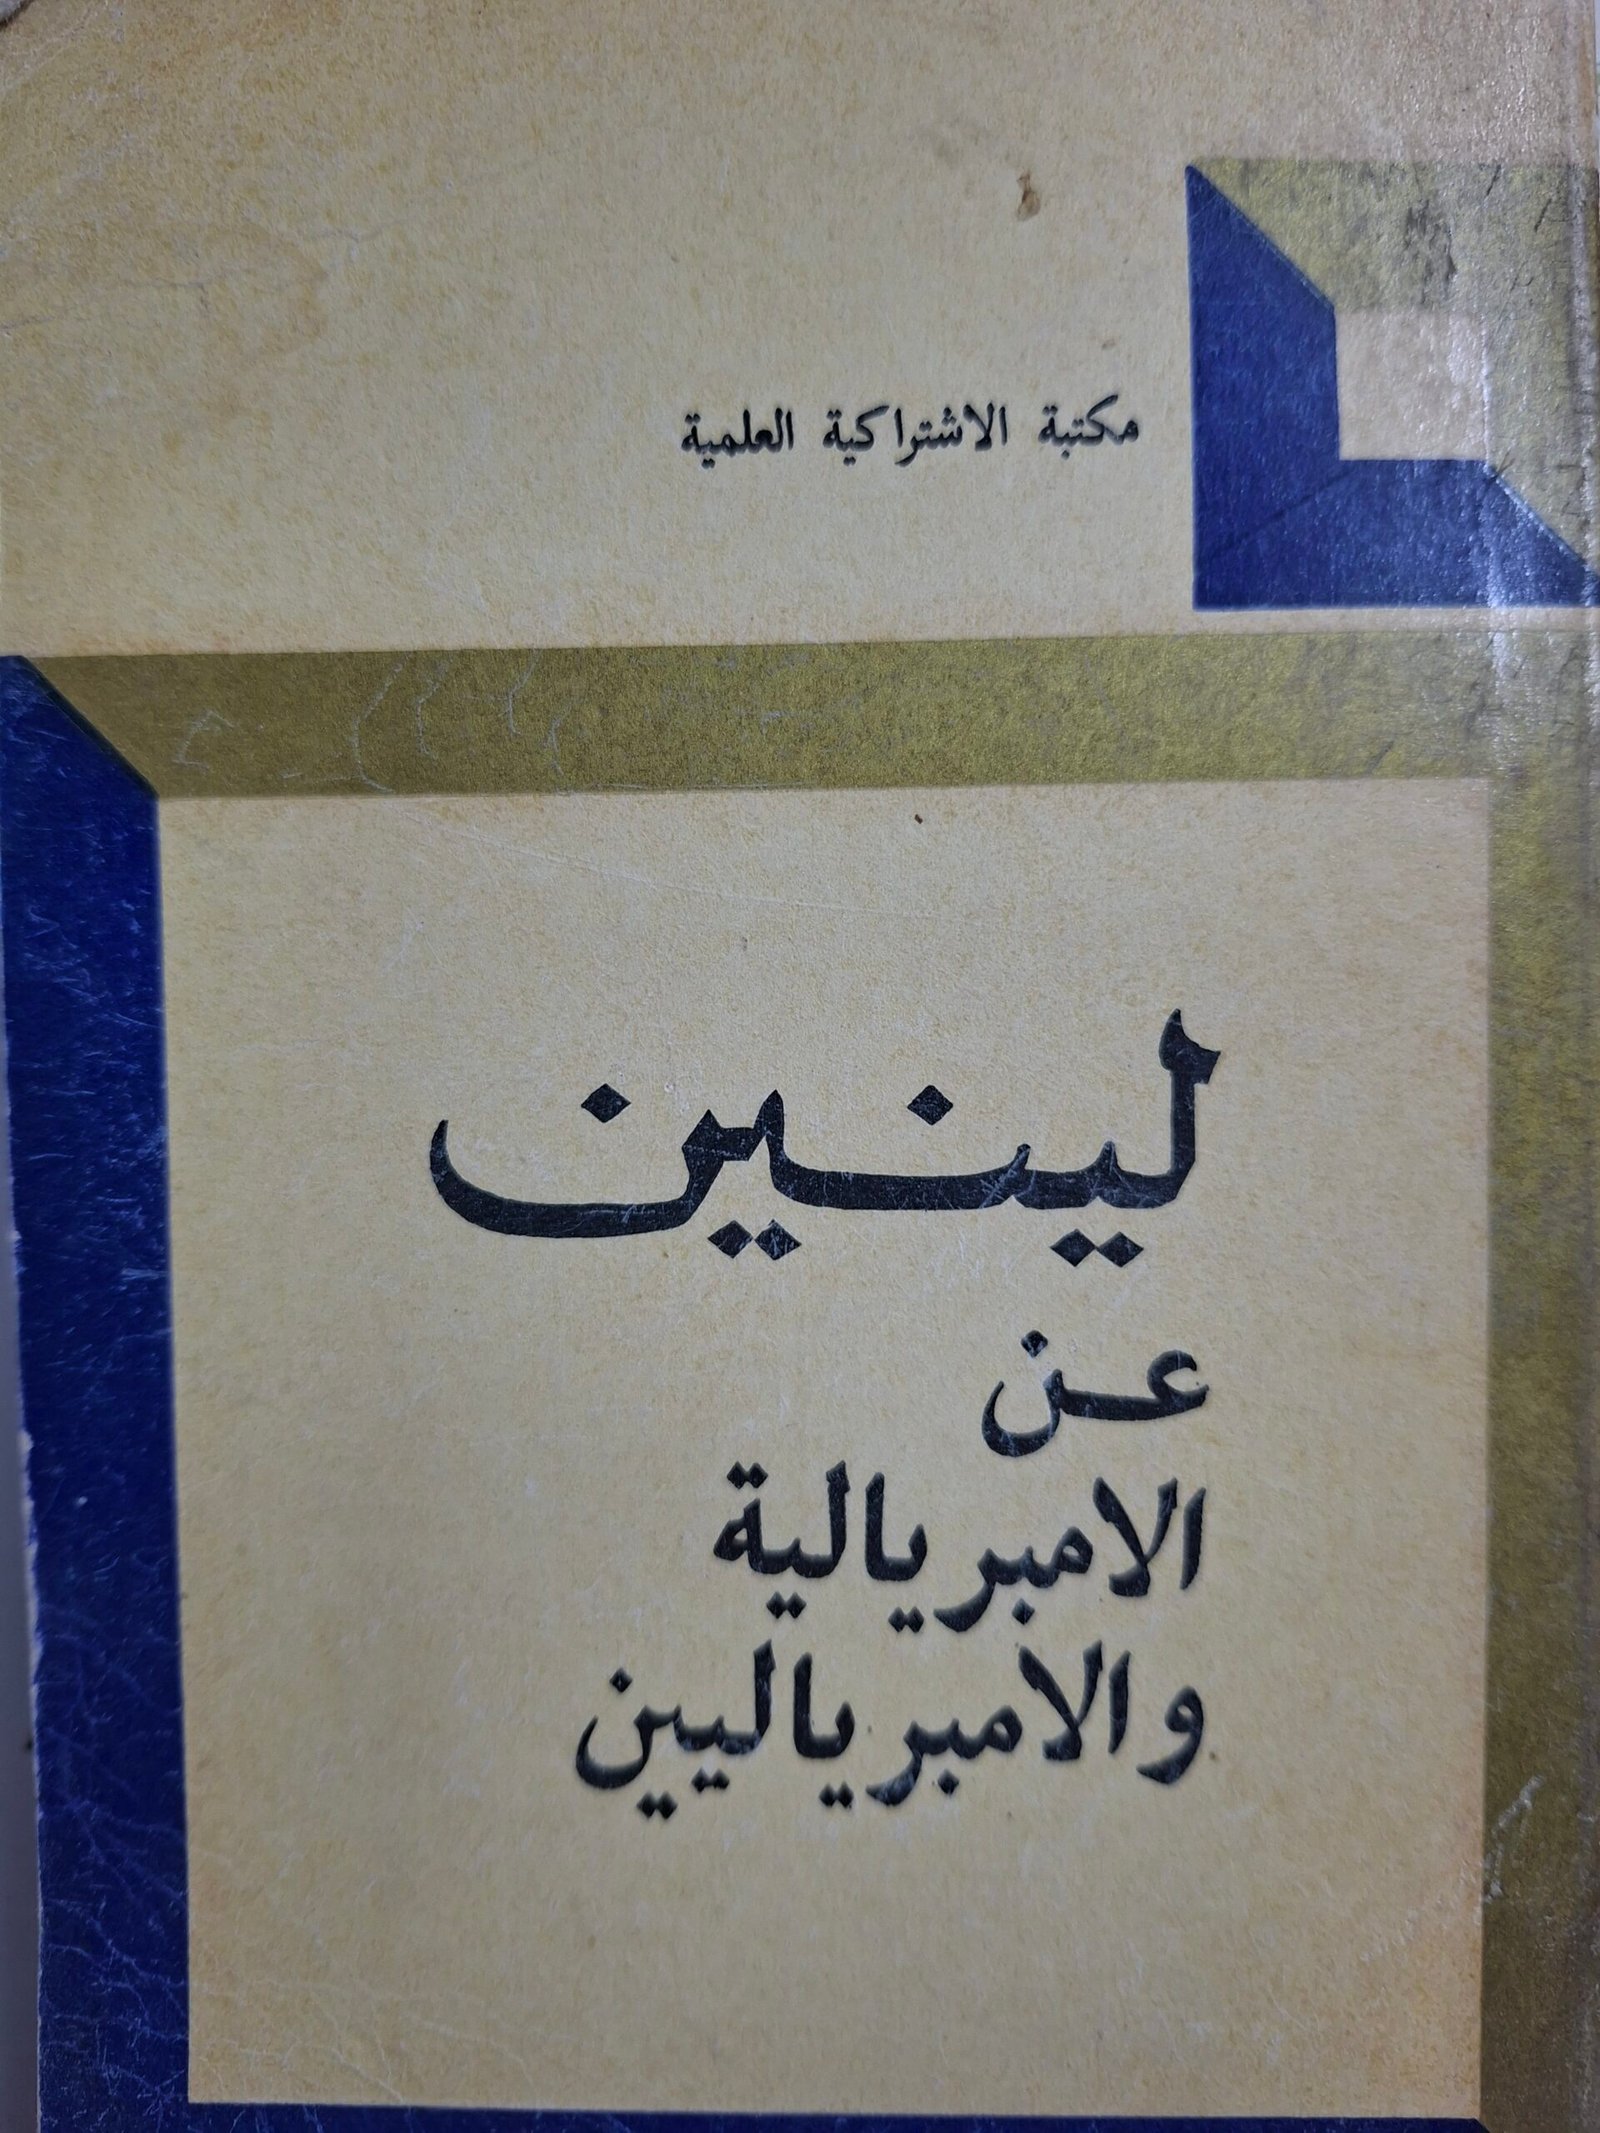 مكتبة الاشتراكية العلمية
لينين
عن
الامبريالية
والامبرياليين